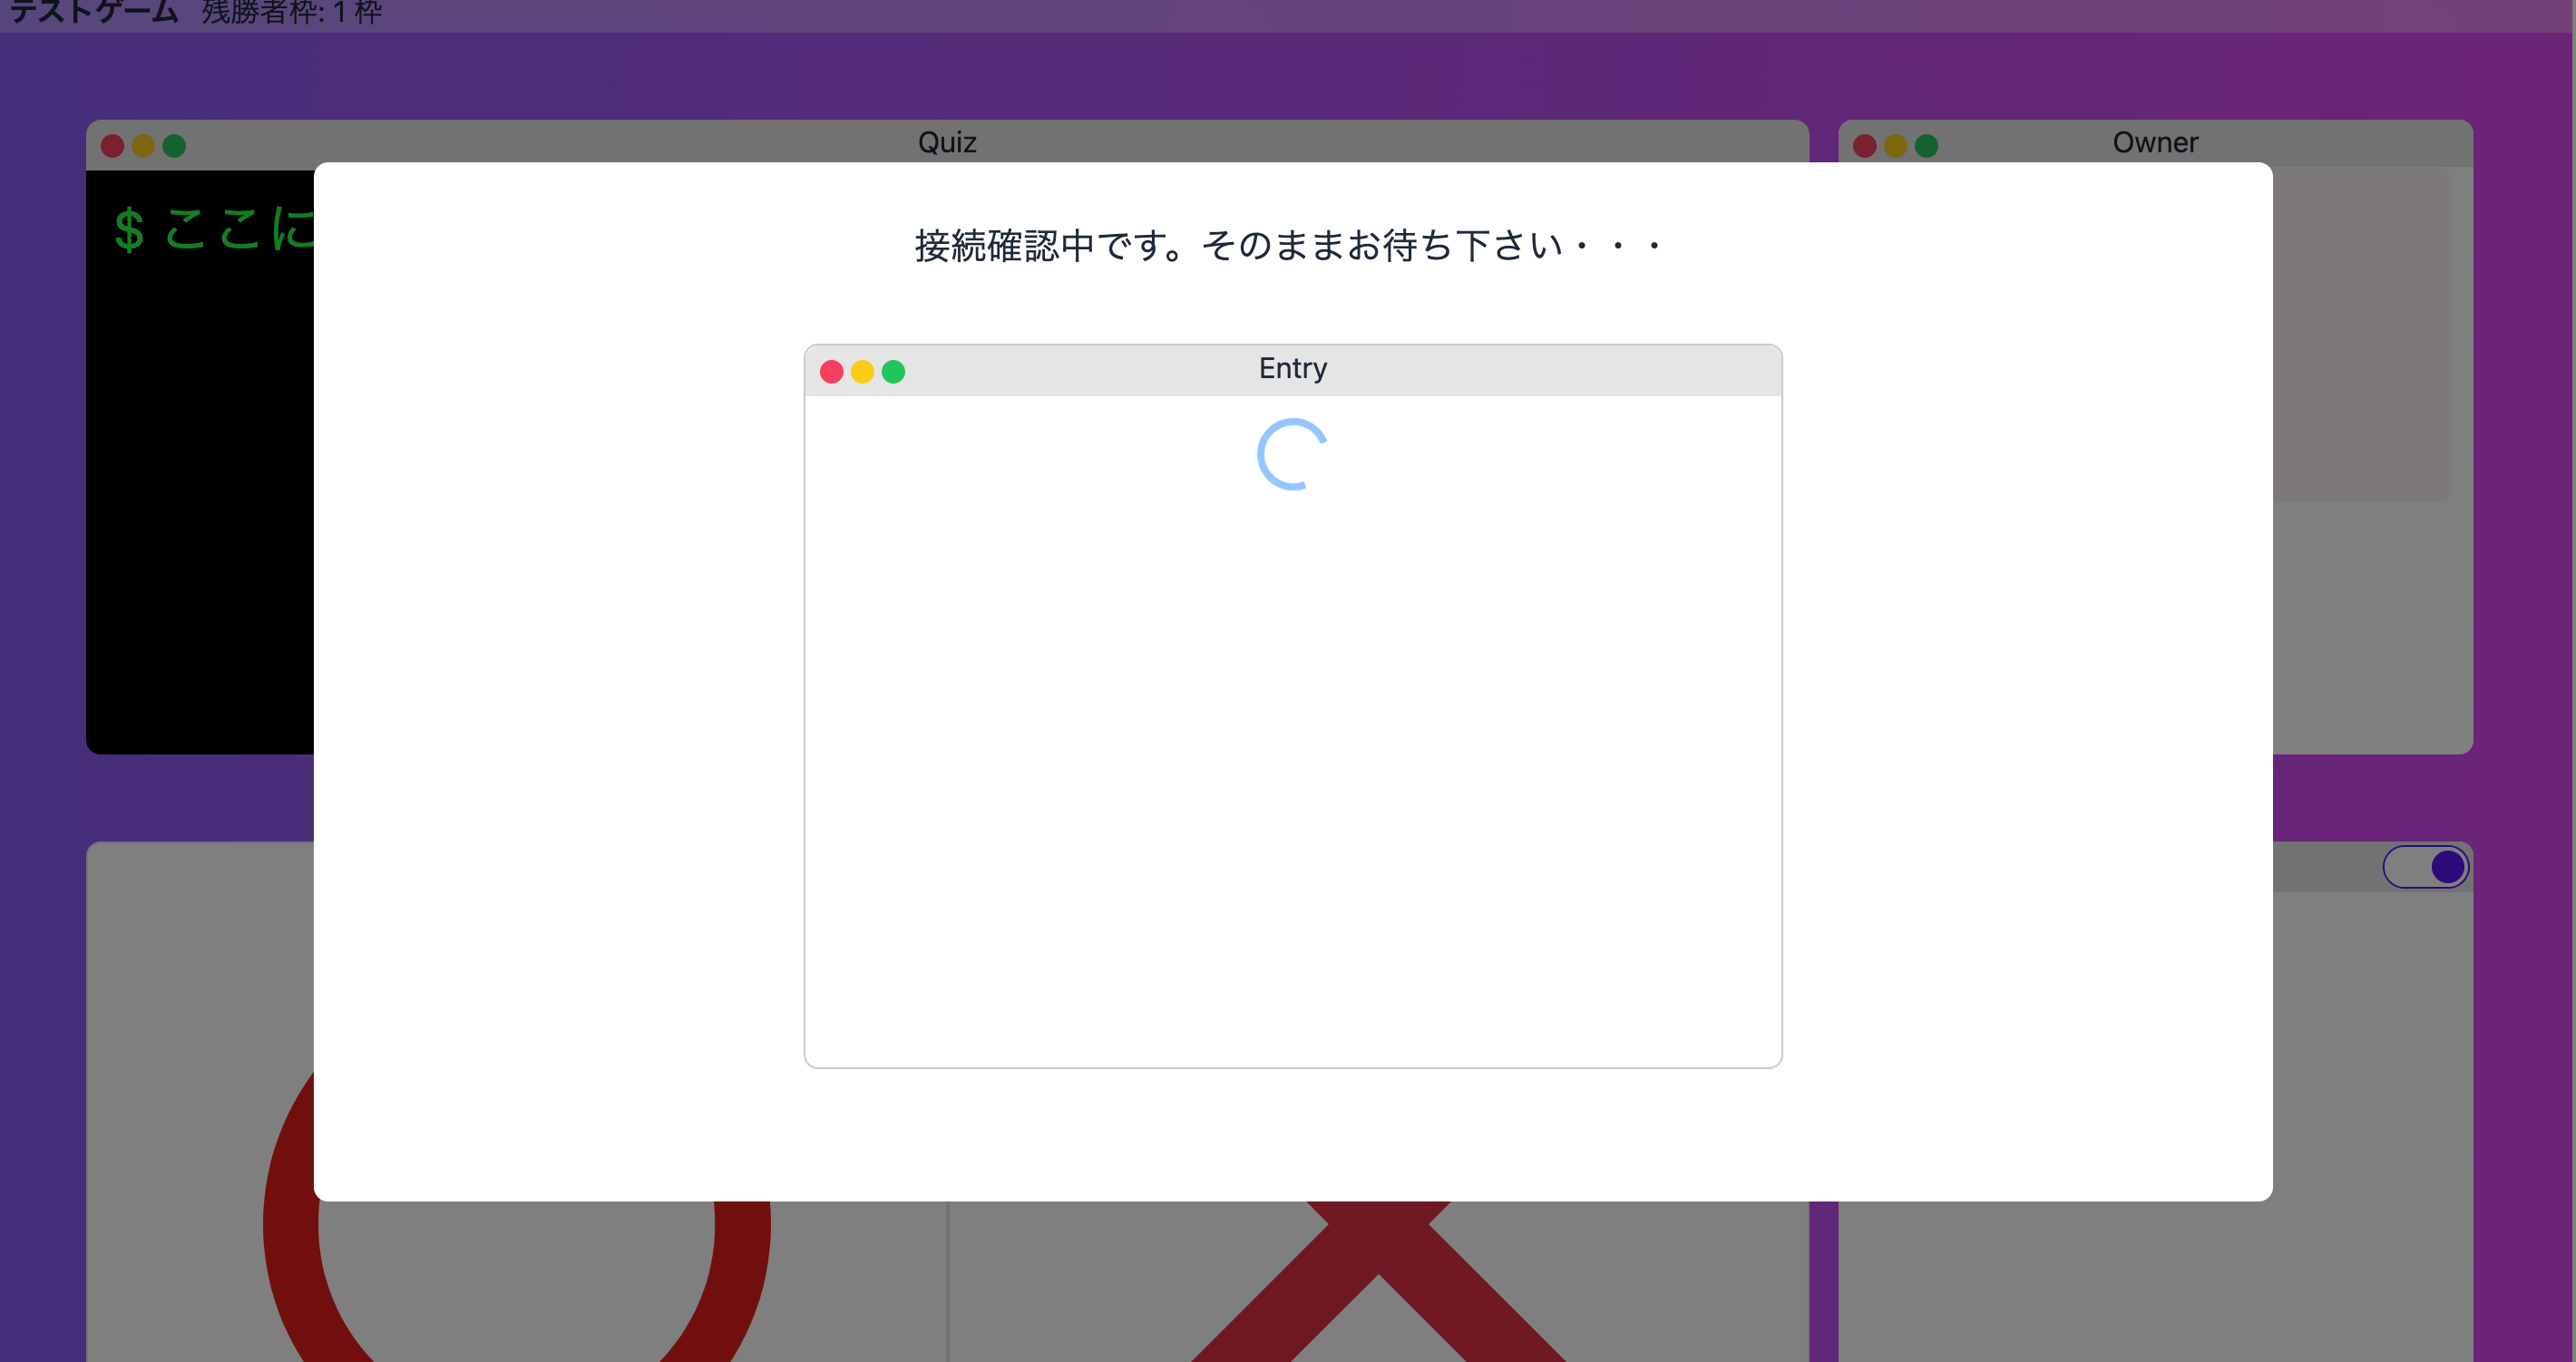 テストゲーム 残勝者枠: 1 枠
Quiz
Owner
$ ここに
接続確認中です。そのままお待ち下さい・・・
Entry